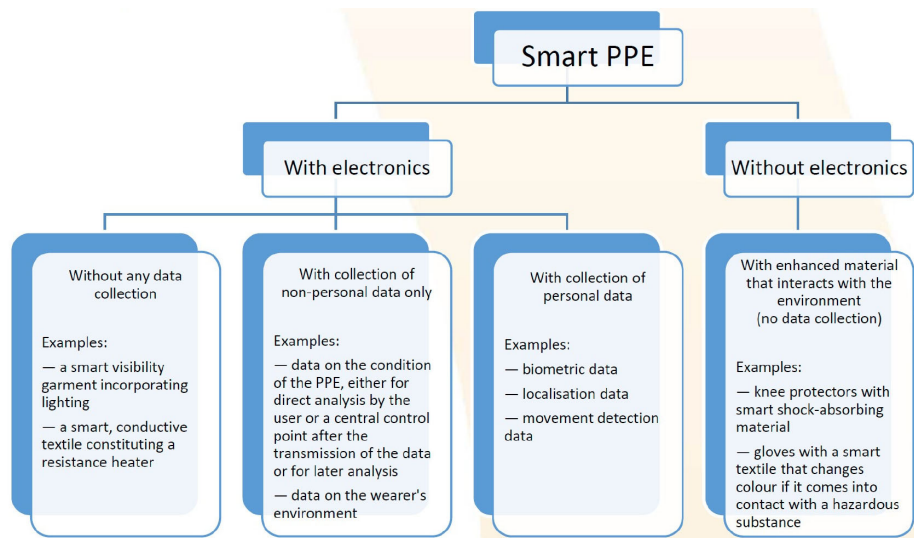 Smart PPE
With electronics
Without electronics
Without any data
collection
Examples:
— a smart visibility
garment incorporating
lighting
— a smart, conductive
textile constituting a
resistance heater
With collection of
non-personal data only
Examples:
— data on the condition
of the PPE, either for
direct analysis by the
user or a central control
point after the
transmission of the data
or for later analysis
— data on the wearer's
environment
With collection of
personal data
Examples:
— biometric data
— localisation data
— movement detection
data
With enhanced material
that interacts with the
environment
(no data collection)
Examples:
— knee protectors with
smart shock-absorbing
material
— gloves with a smart
textile that changes
colour if it comes into
contact with a hazardous
substance